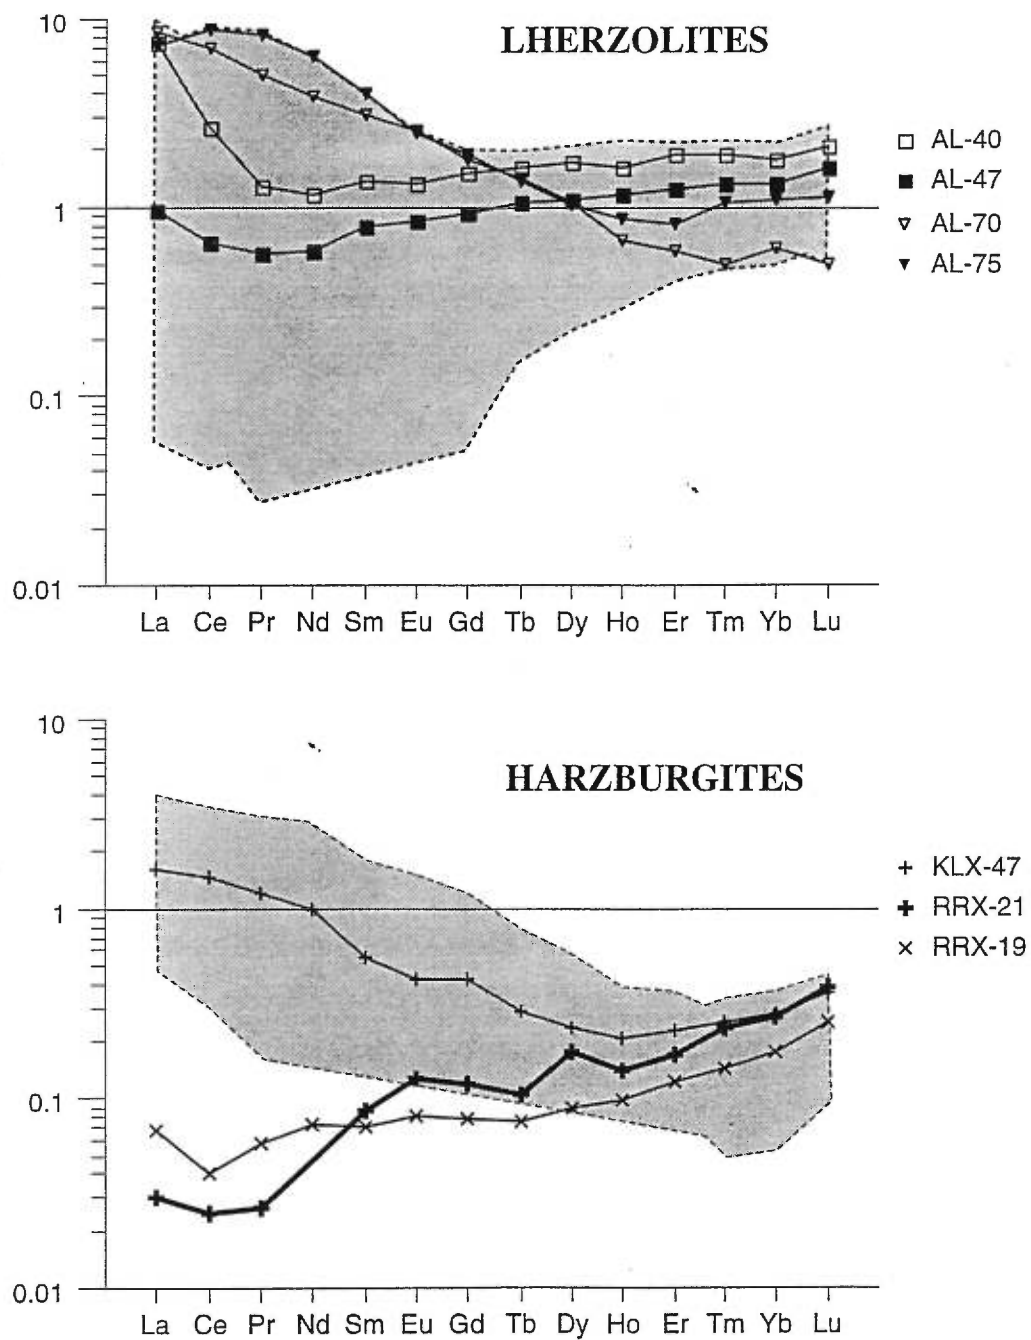 10
LHERZOLITES
AL-40
AL-47
1
AL-70
AL-75
0.1
0.01
La Ce Pr Nd Sm Eu Gd Tb Dy Ho Er Tm Yb Lu
10
HARZBURGITES
KLX-47
1
RRX-21
RRX-19
0.1
0.01
La Ce Pr Nd Sm Eu Gd Tb Dy Ho Er Tm Yb Lu